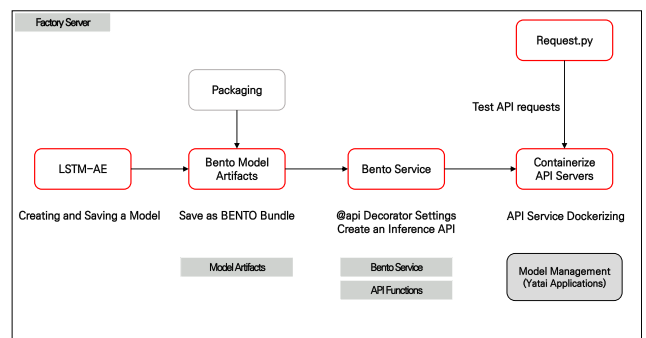 Factory Server
Request.py
Packaging
Test API requests
LSTM-AE
Bento Model
Artifacts
Bento Service
Containerize
API Servers
Creating and Saving a Model
Save as BENTO Bundle
@api Decorator Settings
Create an Inference API
API Service Dockerizing
Model Artifacts
Bento Service
API Functions
Model Management
(Yatai Applications)